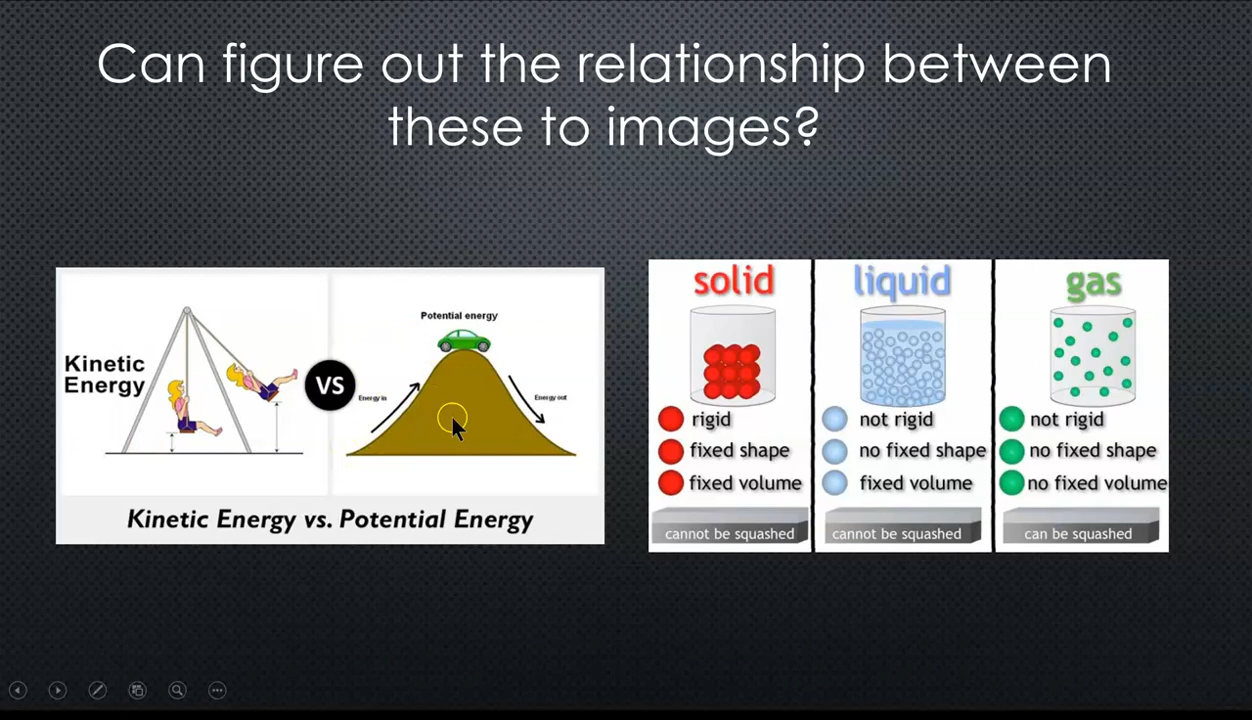 Can figure out the relationship between
these to images?
Kinetic
Energy
VS
Potential energy
Energy in
Energy out
Kinetic Energy vs. Potential Energy
solid
rigid
fixed shape
fixed volume
cannot be squashed
liquid
not rigid
no fixed shape
fixed volume
cannot be squashed
gas
not rigid
no fixed shape
no fixed volume
can be squashed